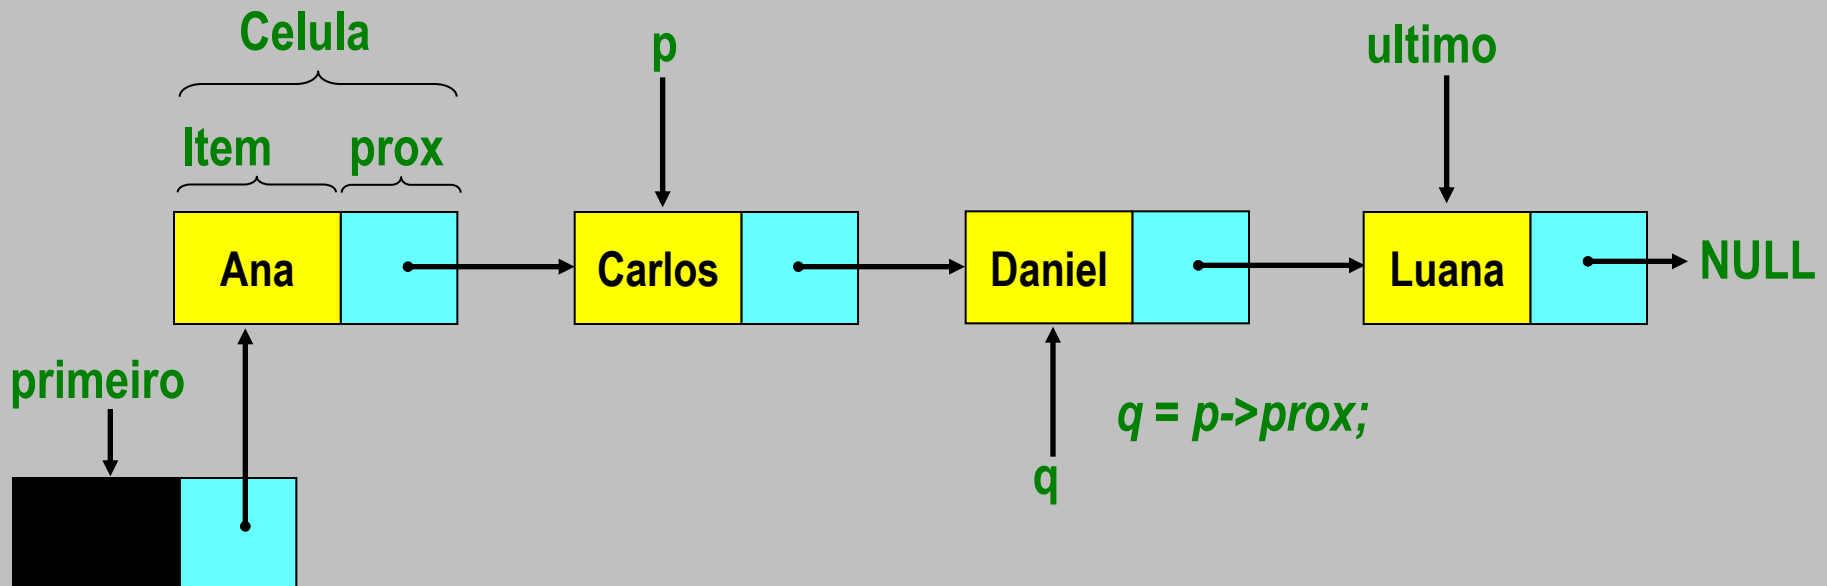 Celula
p
ultimo
Item prox
Ana Carlos Daniel Luana NULL
primeiro
q = p->prox;
q